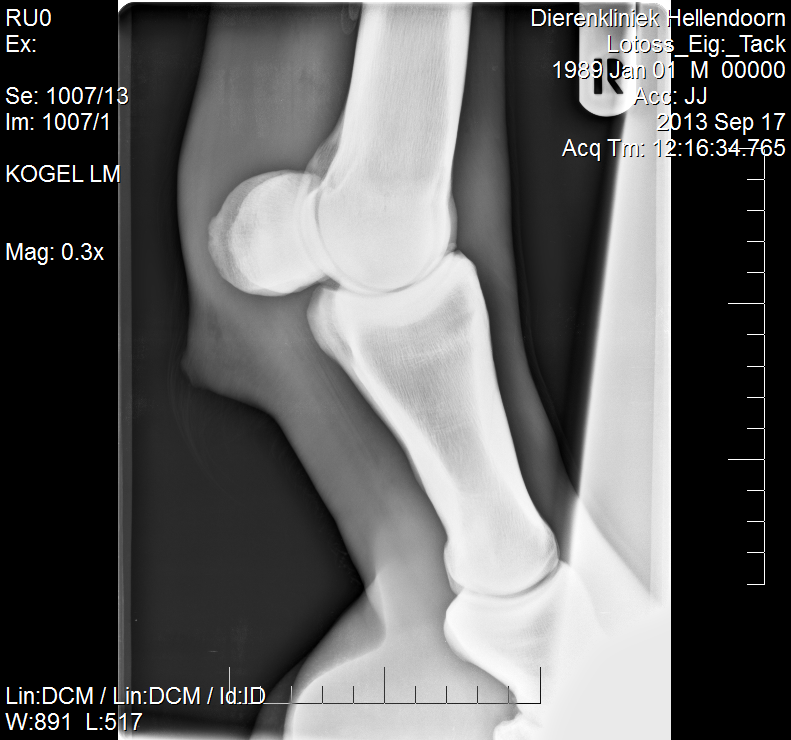 RU0
Ex:
Se: 1007/13
Im: 1007/1
KOGEL LM
Mag: 0.3x
Dierenkliniek Hellendoorn
Lotoss_Eig:_Tack
1989 Jan 01 M 00000
Acc: JJ
2013 Sep 17
Acq Tm: 12:16:34.765
R
Lin:DCM / Lin:DCM / Id:ID
W:891 L:517